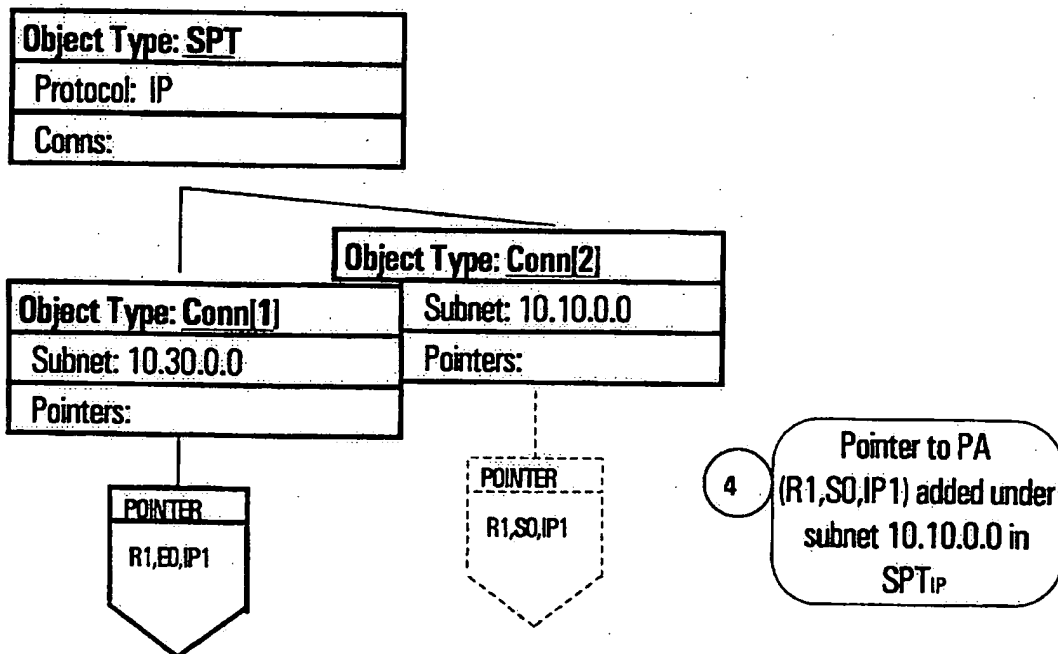 Object Type: SPT
Protocol: IP
Conns:
Object Type: Conn[2]
Subnet: 10.10.0.0
Pointers:
Object Type: Conn[1]
Subnet: 10.30.0.0
Pointers:
POINTER
R1,E0,IP1
POINTER
R1,S0,IP1
4
Pointer to PA
(R1,S0,IP1) added under
subnet 10.10.0.0 in
SPTIP